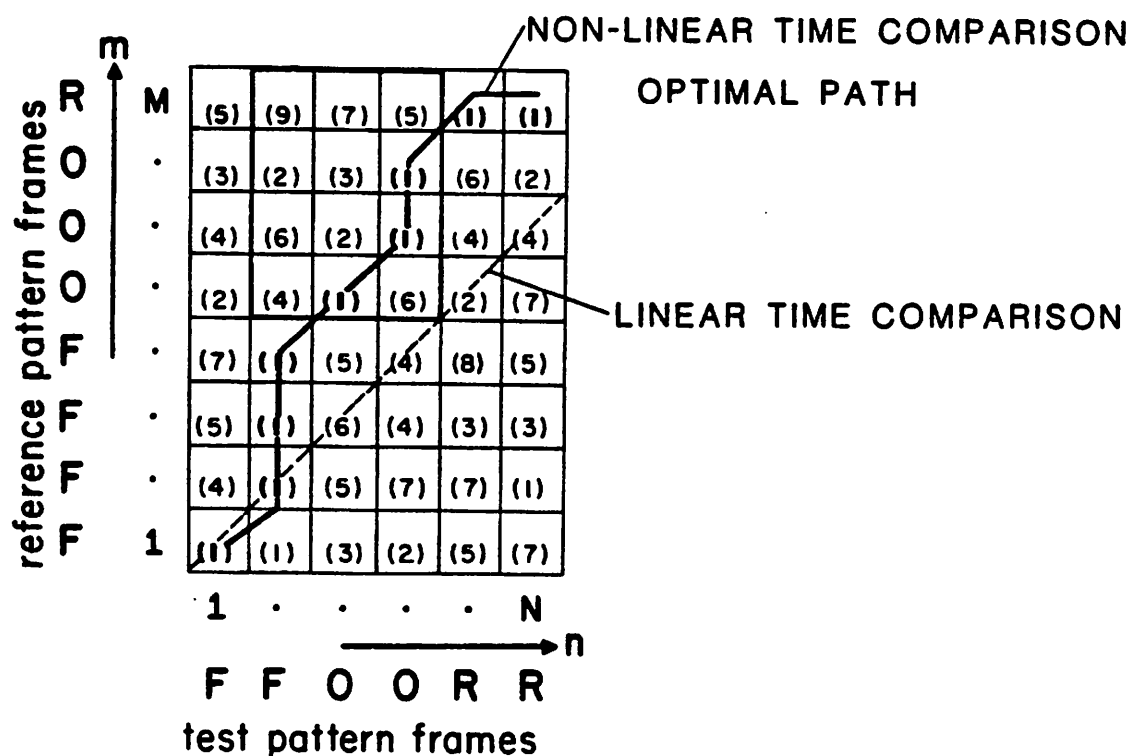 NON-LINEAR TIME COMPARISON
OPTIMAL PATH
LINEAR TIME COMPARISON
m
reference pattern frames
R M (5) (9) (7) (5) (1) (1)
O · (3) (2) (3) (1) (6) (2)
O · (4) (6) (2) (1) (4) (4)
O · (2) (4) (1) (6) (2) (7)
F · (7) (1) (5) (4) (8) (5)
F · (5) (1) (6) (4) (3) (3)
F · (4) (1) (5) (7) (7) (1)
F 1 (1) (1) (3) (2) (5) (7)
1 · · · · N
n
F F O O R R
test pattern frames